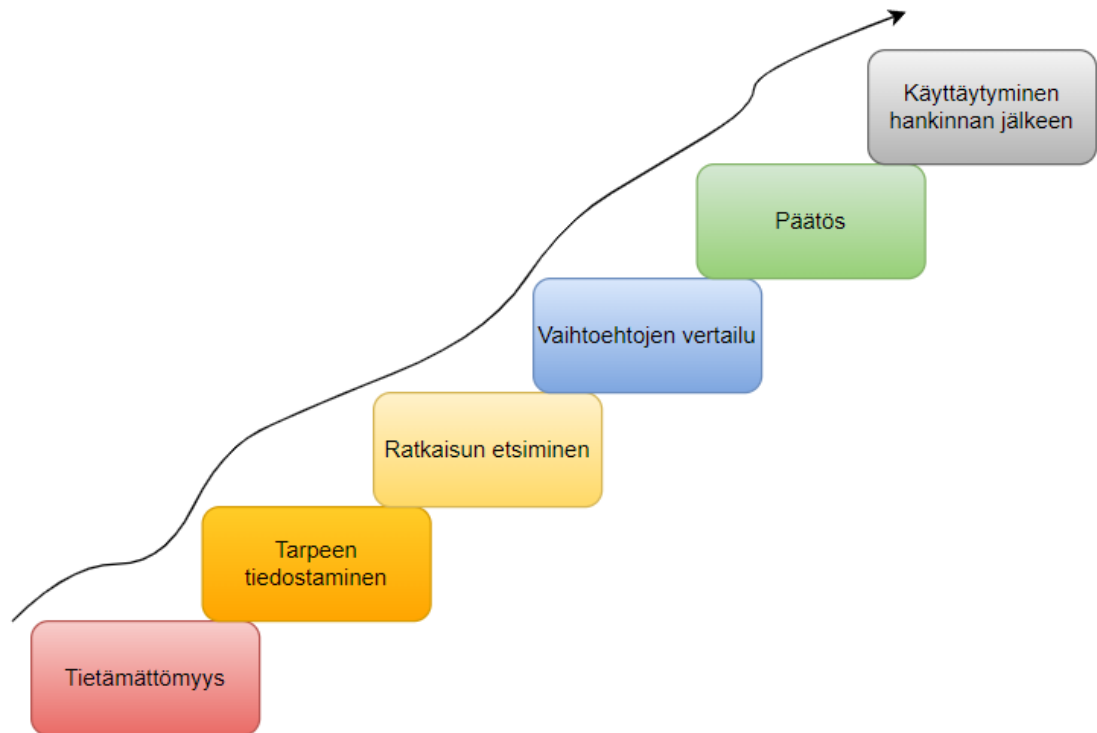 Käyttäytyminen
hankinnan jälkeen
Päätös
Vaihtoehtojen vertailu
Ratkaisun etsiminen
Tarpeen
tiedostaminen
Tietämättömyys